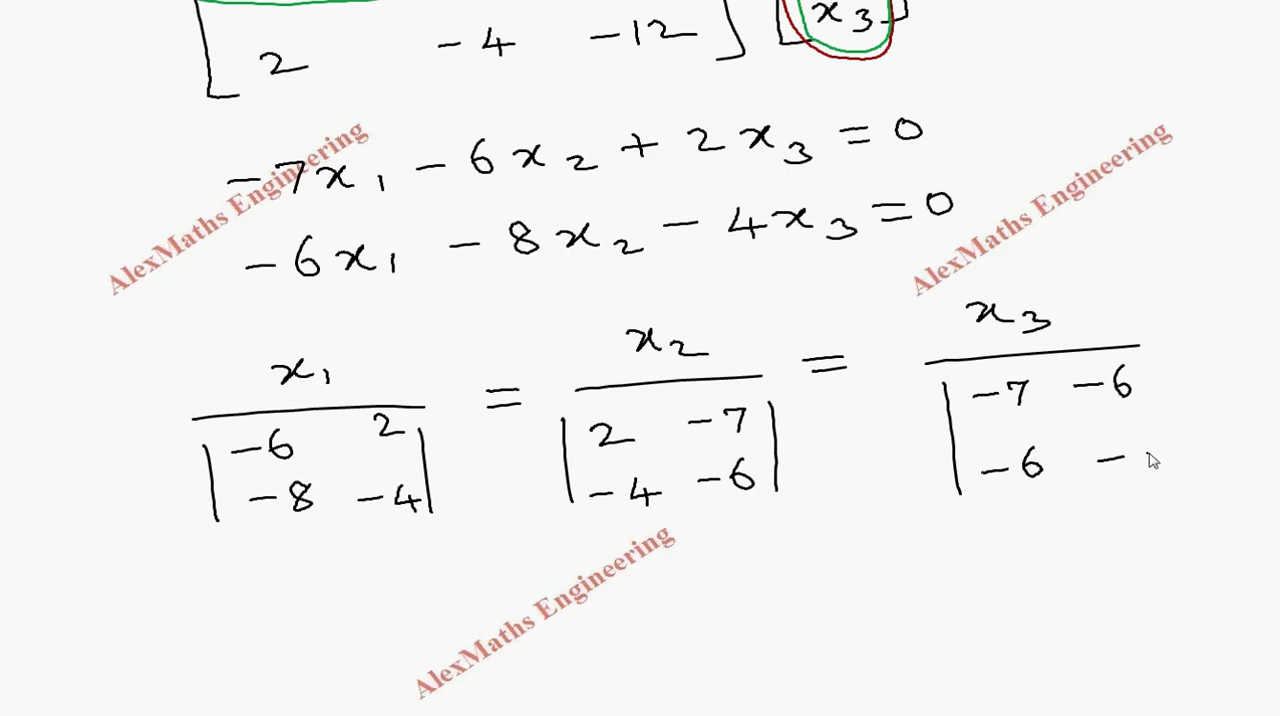 [ 2 -4 -12 ] [ x₃ ]
-7x₁ - 6x₂ + 2x₃ = 0
-6x₁ - 8x₂ - 4x₃ = 0
x₁ = x₂ = x₃
|-6 2| |2 -7| |-7 -6
|-8 -4| |-4 -6| |-6 -
AlexMaths Engineering
AlexMaths Engineering
AlexMaths Engineering